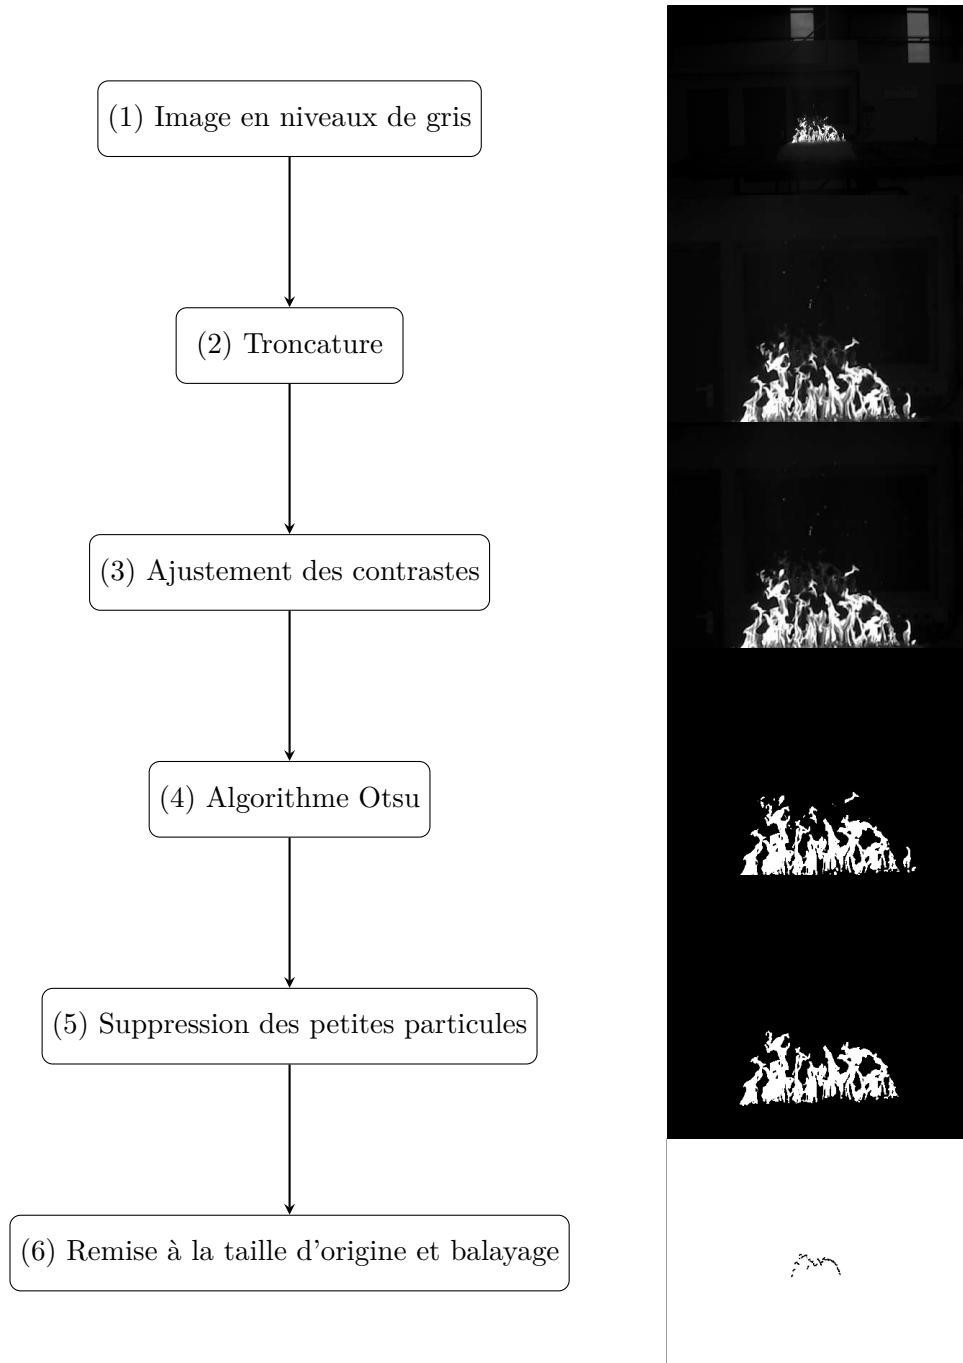 (1) Image en niveaux de gris
(2) Troncature
(3) Ajustement des contrastes
(4) Algorithme Otsu
(5) Suppression des petites particules
(6) Remise à la taille d'origine et balayage